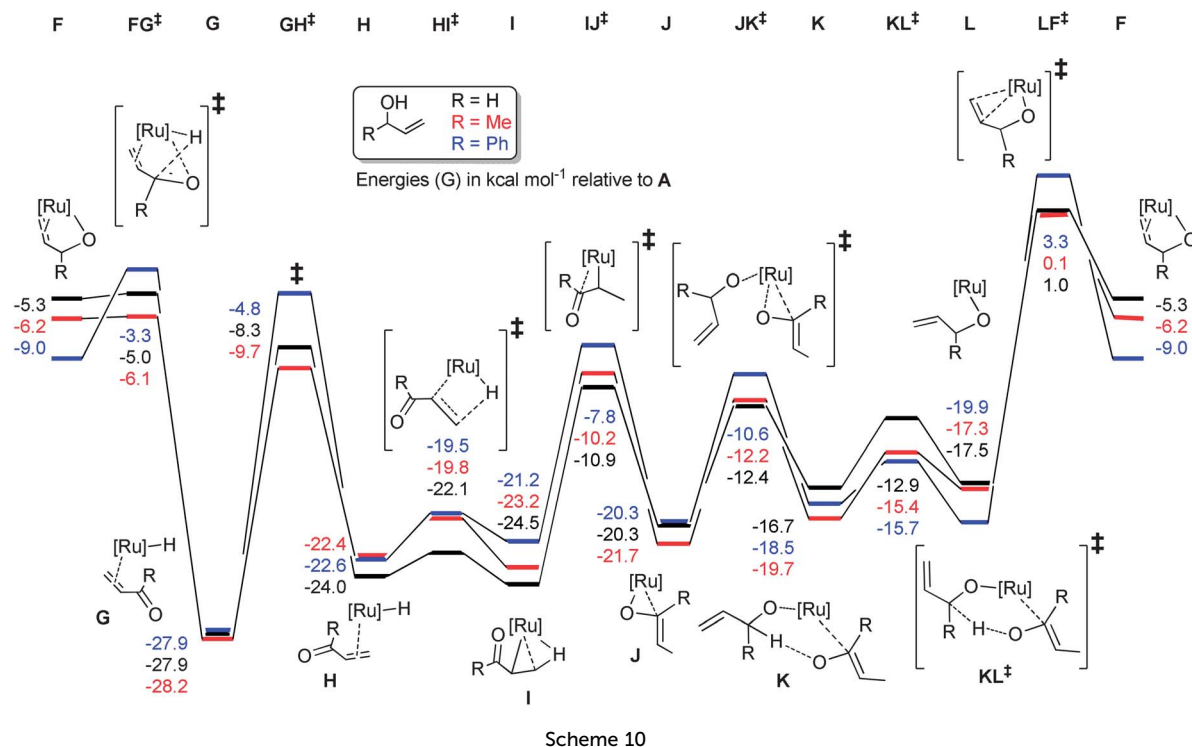 F FG‡ G GH‡ H HI‡ I IJ‡ J JK‡ K KL‡ L LF‡ F
OH
R
R = H
R = Me
R = Ph
Energies (G) in kcal mol-1 relative to A
[Ru]
O
R
-5.3
-6.2
-9.0
‡
[Ru]
H
O
R
-3.3
-5.0
-6.1
[Ru]-H
R
O
G
-27.9
-27.9
-28.2
‡
-4.8
-8.3
-9.7
-22.4
-22.6
-24.0
R
O
[Ru]-H
H
‡
[Ru]
R
H
O
-19.5
-19.8
-22.1
-21.2
-23.2
-24.5
[Ru]
O
H
R
I
‡
[Ru]
R
O
-7.8
-10.2
-10.9
-20.3
-20.3
-21.7
[Ru]
O
R
J
‡
R
O
[Ru]
O
R
-10.6
-12.2
-12.4
-16.7
-18.5
-19.7
O
[Ru]
R
H
O
R
K
-12.9
-15.4
-15.7
‡
O
[Ru]
R
H
O
R
KL‡
[Ru]
O
R
-19.9
-17.3
-17.5
‡
[Ru]
O
R
3.3
0.1
1.0
[Ru]
O
R
-5.3
-6.2
-9.0
Scheme 10